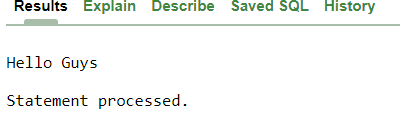 Results Explain Describe Saved SQL History
Hello Guys
Statement processed.